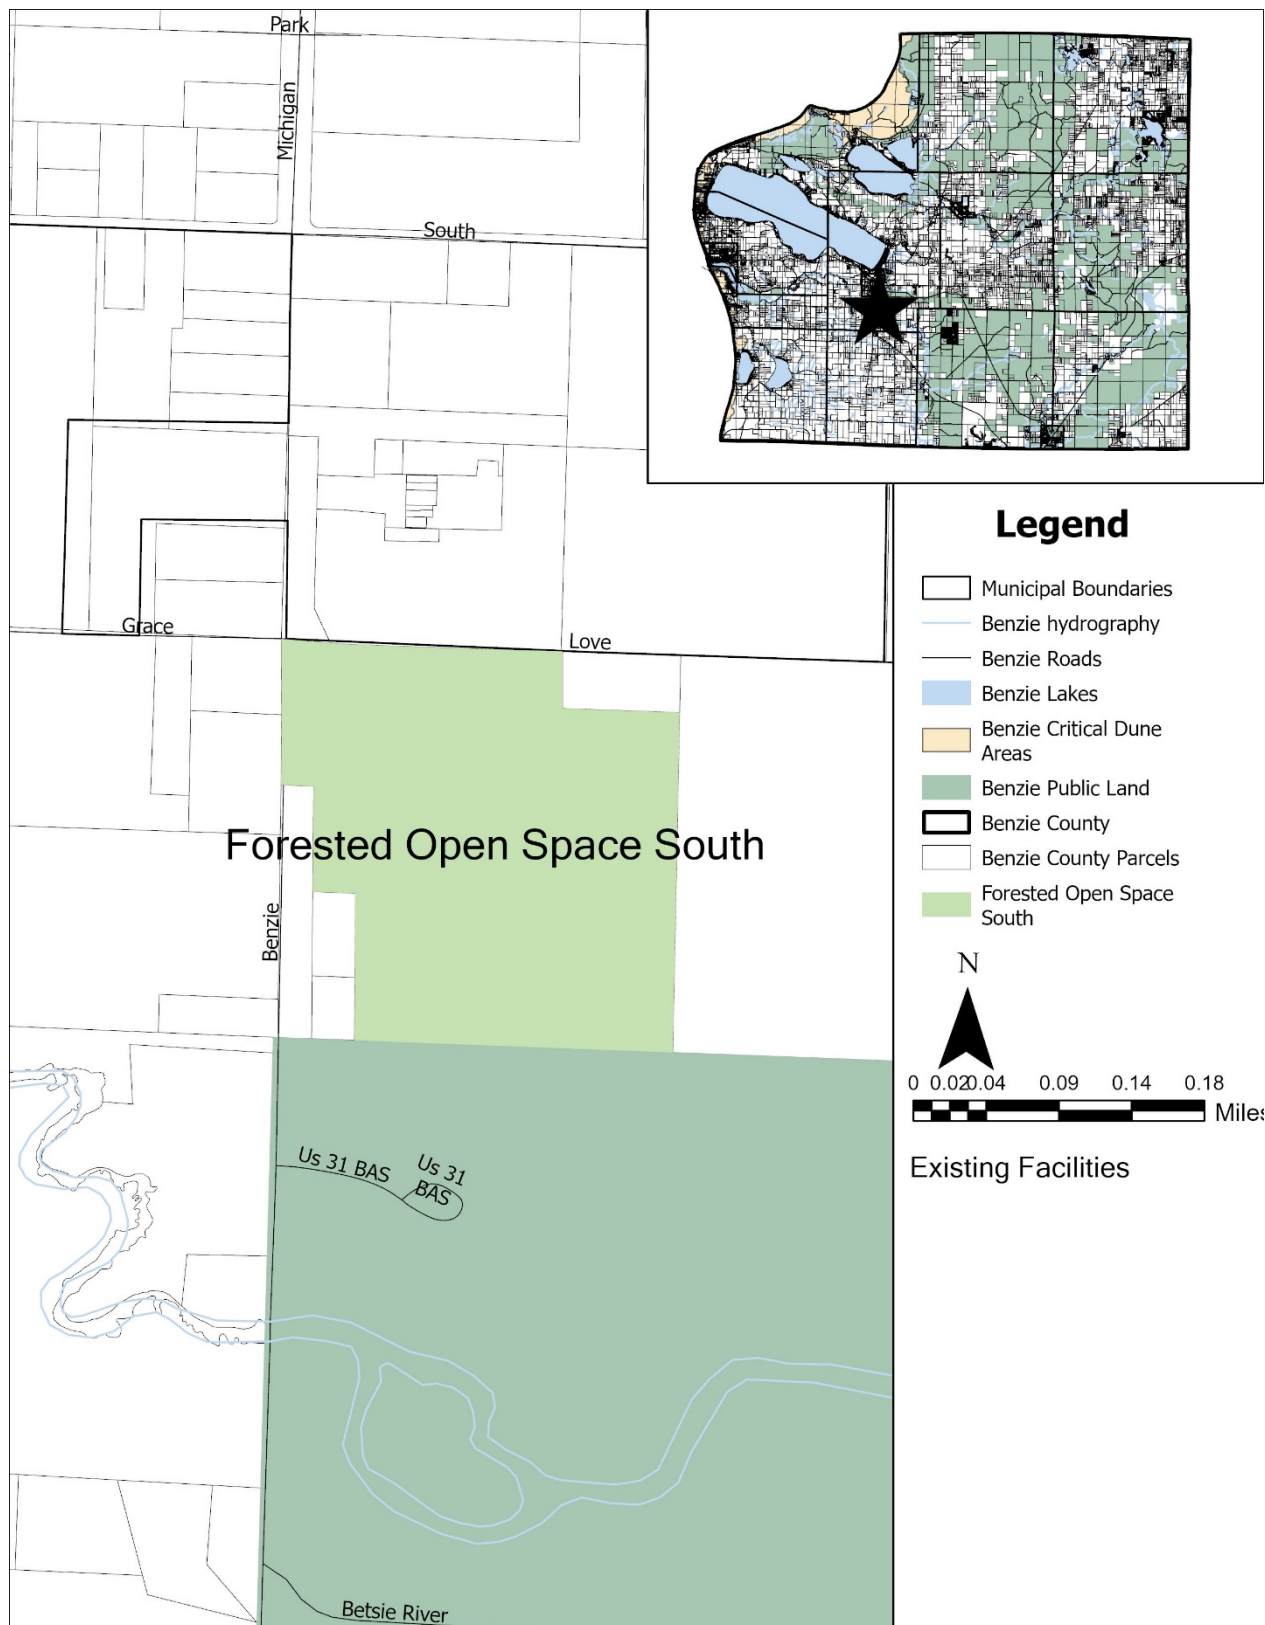 Park
Michigan
South
Grace
Love
Forested Open Space South
Benzie
Us 31 BAS
Us 31
BAS
Betsie River
Legend
Municipal Boundaries
Benzie hydrography
Benzie Roads
Benzie Lakes
Benzie Critical Dune
Areas
Benzie Public Land
Benzie County
Benzie County Parcels
Forested Open Space
South
N
0 0.02 0.04 0.09 0.14 0.18
Miles
Existing Facilities